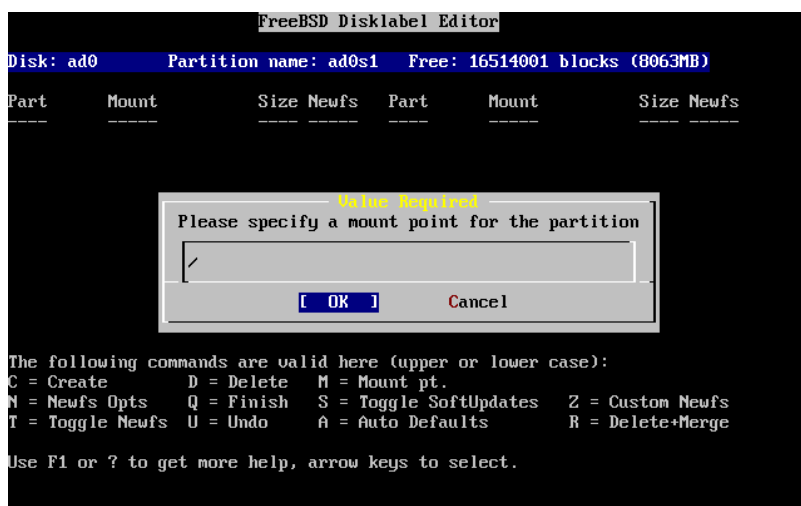 FreeBSD Disklabel Editor
Disk: ad0 Partition name: ad0s1 Free: 16514001 blocks (8063MB)
Part Mount Size Newfs Part Mount Size Newfs
---- ----- ---- ----- ---- ----- ---- -----
Value Required
Please specify a mount point for the partition
/
[ OK ] Cancel
The following commands are valid here (upper or lower case):
C = Create D = Delete M = Mount pt.
N = Newfs Opts Q = Finish S = Toggle SoftUpdates Z = Custom Newfs
T = Toggle Newfs U = Undo A = Auto Defaults R = Delete+Merge
Use F1 or ? to get more help, arrow keys to select.